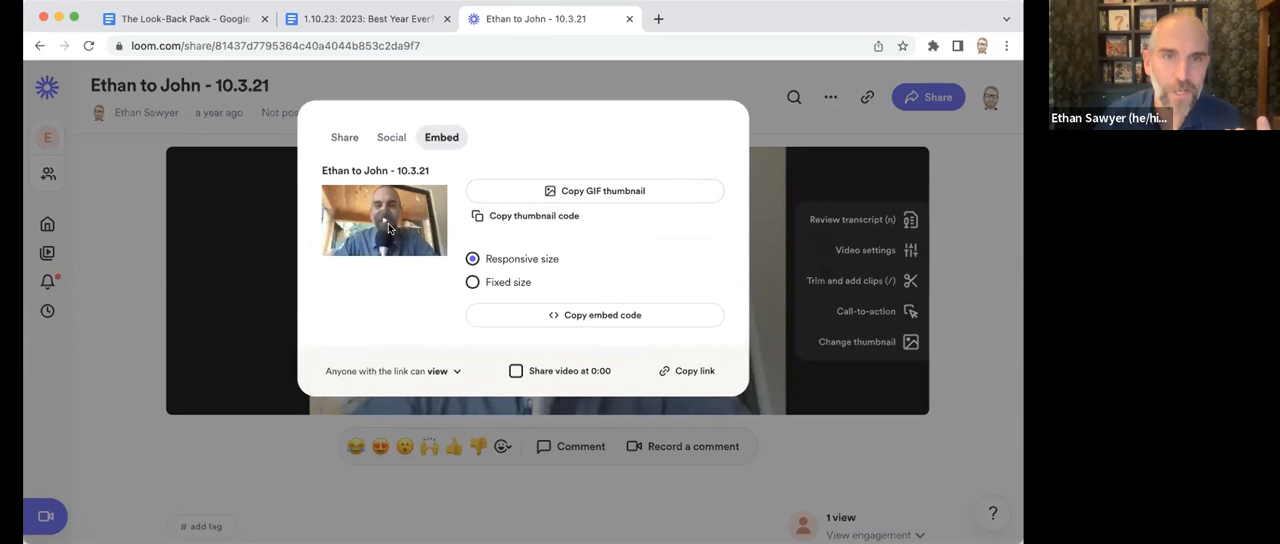 The Look-Back Pack - Google
1.10.23: 2023: Best Year Ever?
Ethan to John - 10.3.21
loom.com/share/81437d7795364c40a4044b853c2da9f7
Ethan to John - 10.3.21
Ethan Sawyer
a year ago
Not pos
Share
E
Share
Social
Embed
Ethan to John - 10.3.21
Copy GIF thumbnail
Copy thumbnail code
Responsive size
Fixed size
Copy embed code
Anyone with the link can view
Share video at 0:00
Copy link
Review transcript (n)
Video settings
Trim and add clips (/)
Call-to-action
Change thumbnail
Comment
Record a comment
# add tag
1 view
View engagement
?
Ethan Sawyer (he/hi...